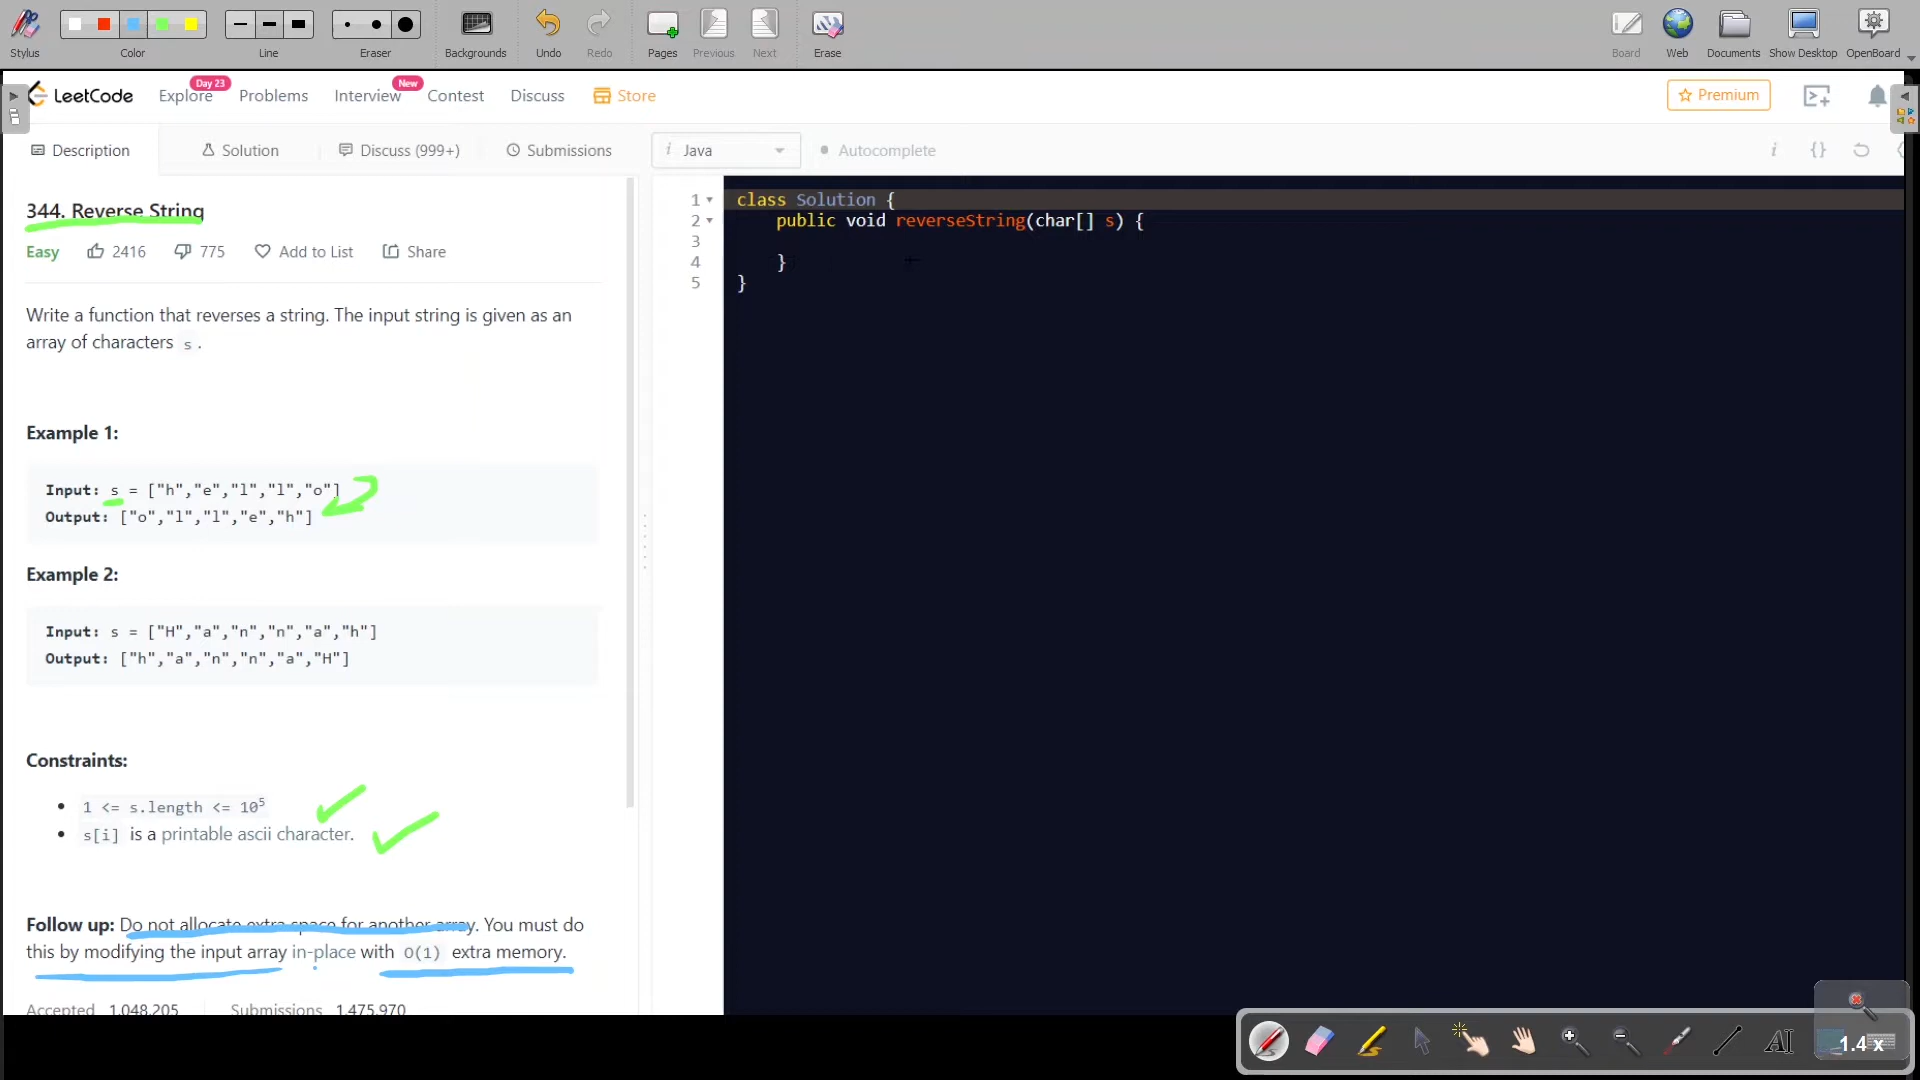 Stylus Color Line Eraser Backgrounds Undo Redo Pages Previous Next Erase Board Web Documents Show Desktop OpenBoard
LeetCode Explore Day 23 Problems Interview New Contest Discuss Store Premium
Description Solution Discuss (999+) Submissions i Java Autocomplete i {}
344. Reverse String
Easy 2416 775 Add to List Share
Write a function that reverses a string. The input string is given as an
array of characters s .
Example 1:
Input: s = ["h","e","l","l","o"]
Output: ["o","l","l","e","h"]
Example 2:
Input: s = ["H","a","n","n","a","h"]
Output: ["h","a","n","n","a","H"]
Constraints:
• 1 <= s.length <= 10⁵
• s[i] is a printable ascii character.
Follow up: Do not allocate extra space for another array. You must do
this by modifying the input array in-place with O(1) extra memory.
Accepted 1,048,205 Submissions 1,475,970
1 class Solution {
2 public void reverseString(char[] s) {
3
4 }
5 }
AI 1.4 x